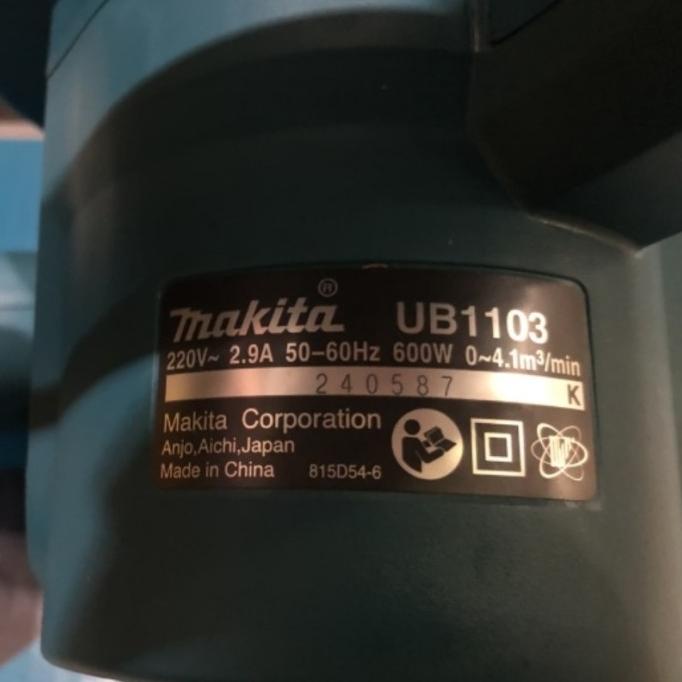 makita® UB1103
220V~ 2.9A 50-60Hz 600W 0~4.1m³/min
240587 K
Makita Corporation
Anjo,Aichi,Japan
Made in China 815D54-6